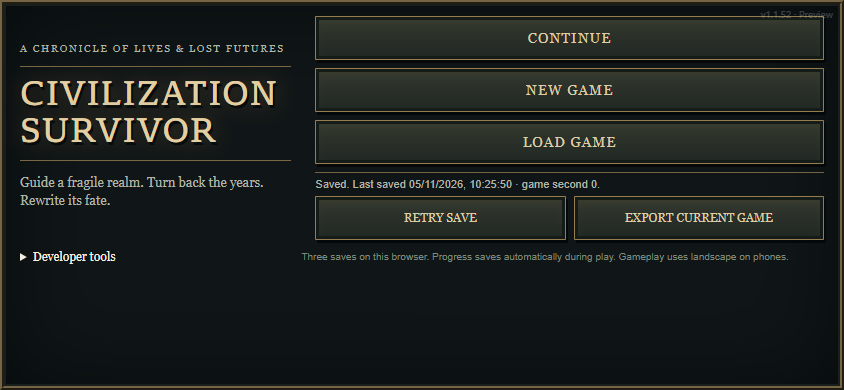 v1.1.52 · Preview
A CHRONICLE OF LIVES & LOST FUTURES
CIVILIZATION
SURVIVOR
Guide a fragile realm. Turn back the years.
Rewrite its fate.
Developer tools
CONTINUE
NEW GAME
LOAD GAME
Saved. Last saved 05/11/2026, 10:25:50 · game second 0.
RETRY SAVE
EXPORT CURRENT GAME
Three saves on this browser. Progress saves automatically during play. Gameplay uses landscape on phones.